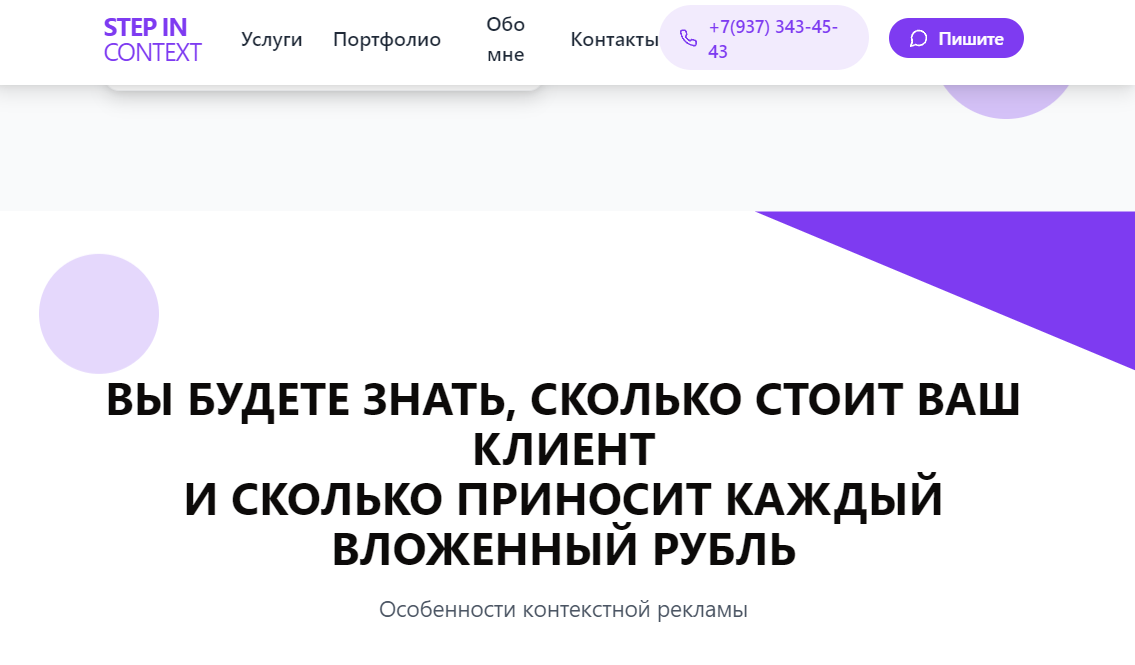 STEP IN
CONTEXT
Услуги
Портфолио
Обо
мне
Контакты
+7(937) 343-45-
43
Пишите
ВЫ БУДЕТЕ ЗНАТЬ, СКОЛЬКО СТОИТ ВАШ
КЛИЕНТ
И СКОЛЬКО ПРИНОСИТ КАЖДЫЙ
ВЛОЖЕННЫЙ РУБЛЬ
Особенности контекстной рекламы